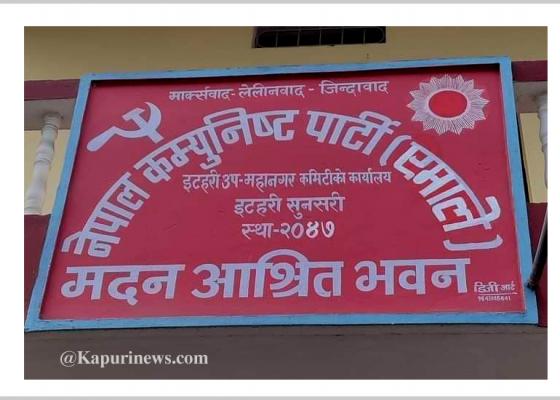 मार्क्सवाद - लेलीनवाद - जिन्दावाद
नेपाल कम्युनिष्ट पार्टी (एमाले)
इटहरी उप-महानगर कमिटीको कार्यालय
इटहरी सुनसरी
स्था-२०४७
मदन आश्रित भवन
@Kapurinews.com